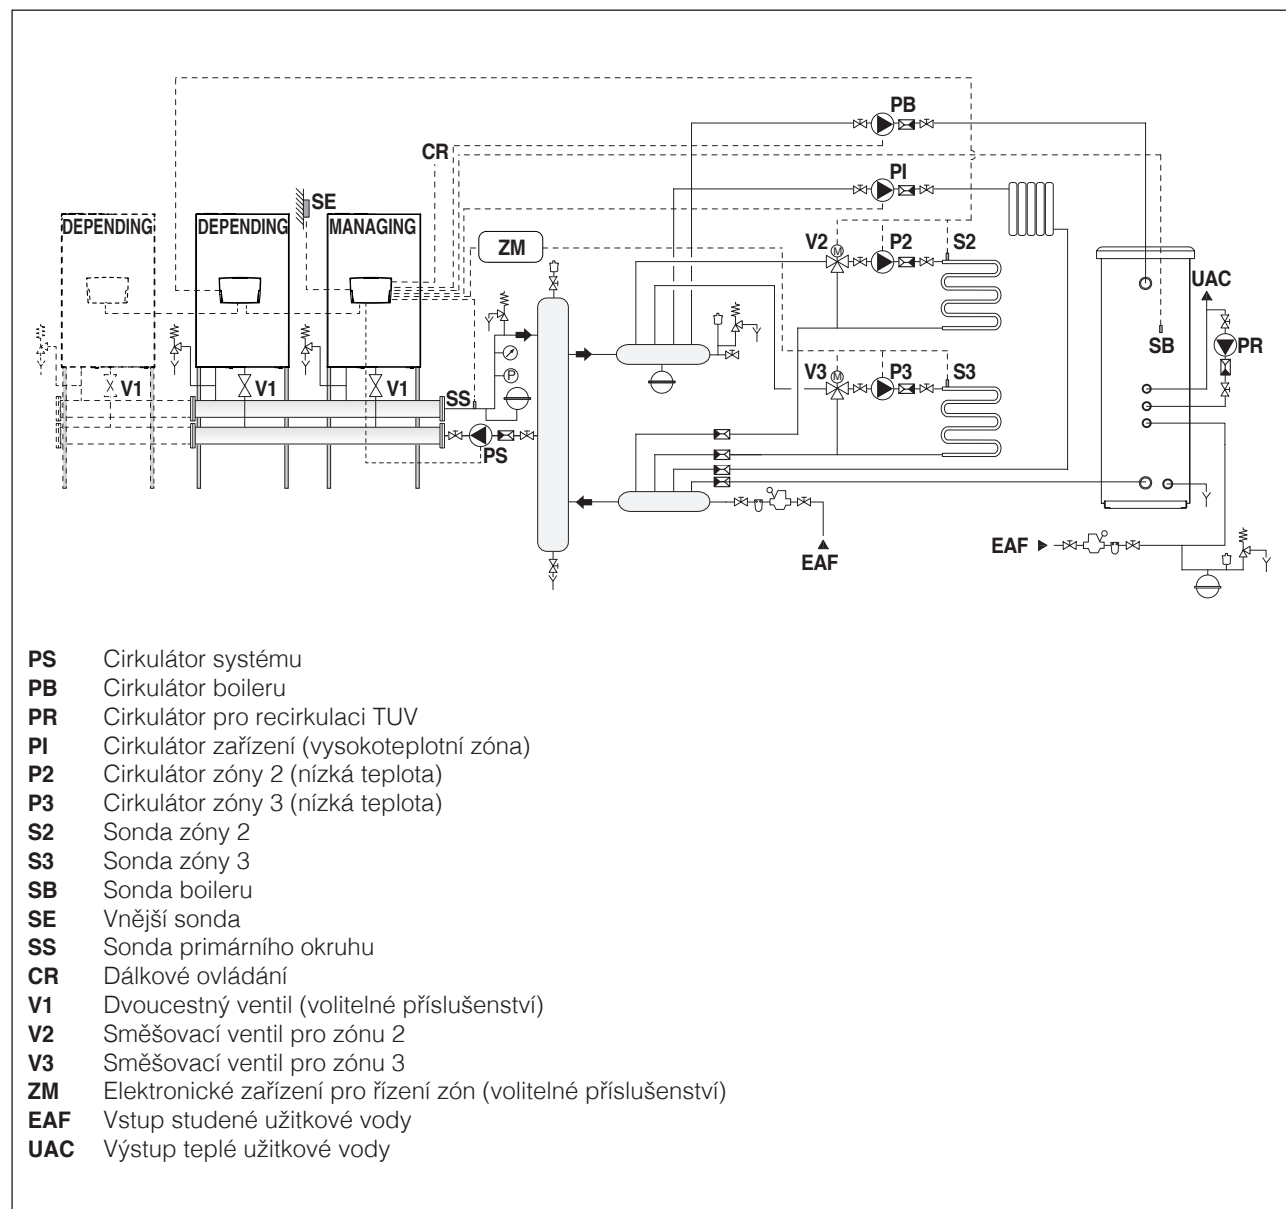 PB
CR
PI
SE
DEPENDING
DEPENDING
MANAGING
ZM
V2
M
P2
S2
UAC
SB
PR
V3
M
P3
S3
V1
V1
V1
SS
P
PS
EAF
EAF
PS Cirkulátor systému
PB Cirkulátor boileru
PR Cirkulátor pro recirkulaci TUV
PI Cirkulátor zařízení (vysokoteplotní zóna)
P2 Cirkulátor zóny 2 (nízká teplota)
P3 Cirkulátor zóny 3 (nízká teplota)
S2 Sonda zóny 2
S3 Sonda zóny 3
SB Sonda boileru
SE Vnější sonda
SS Sonda primárního okruhu
CR Dálkové ovládání
V1 Dvoucestný ventil (volitelné příslušenství)
V2 Směšovací ventil pro zónu 2
V3 Směšovací ventil pro zónu 3
ZM Elektronické zařízení pro řízení zón (volitelné příslušenství)
EAF Vstup studené užitkové vody
UAC Výstup teplé užitkové vody